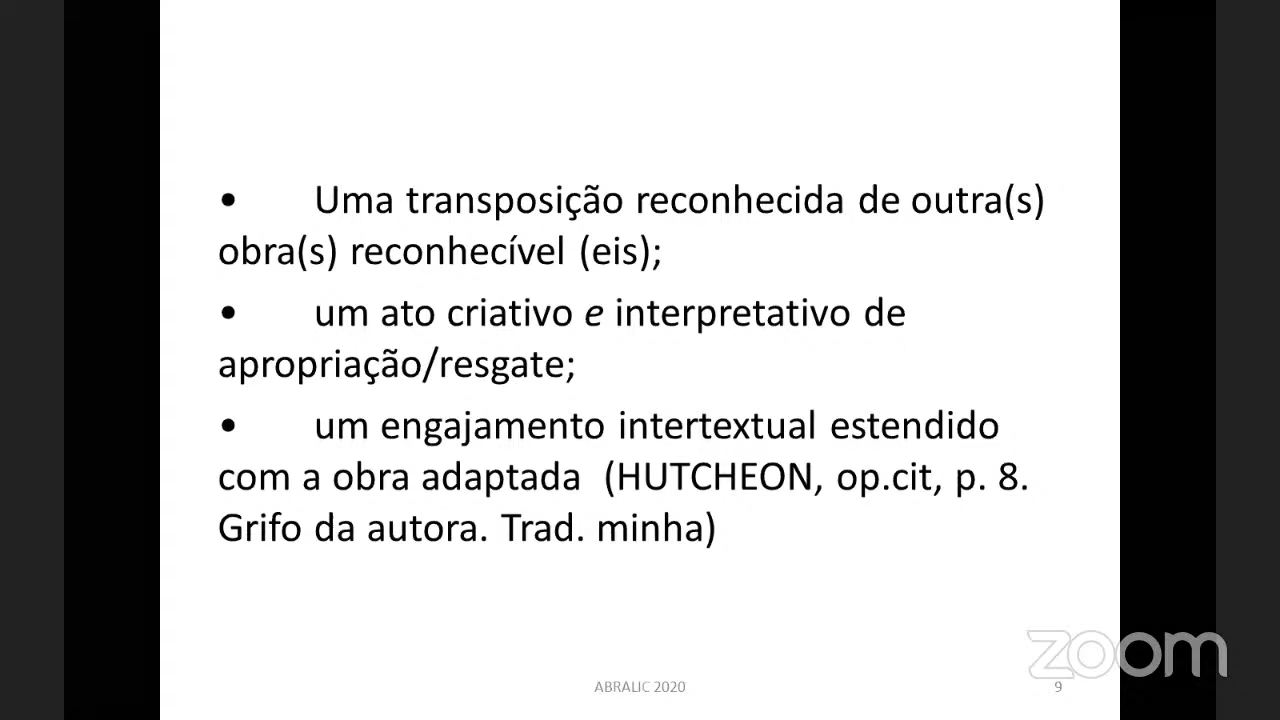 • Uma transposição reconhecida de outra(s)
obra(s) reconhecível (eis);
• um ato criativo e interpretativo de
apropriação/resgate;
• um engajamento intertextual estendido
com a obra adaptada (HUTCHEON, op.cit, p. 8.
Grifo da autora. Trad. minha)
zoom
ABRALIC 2020
9